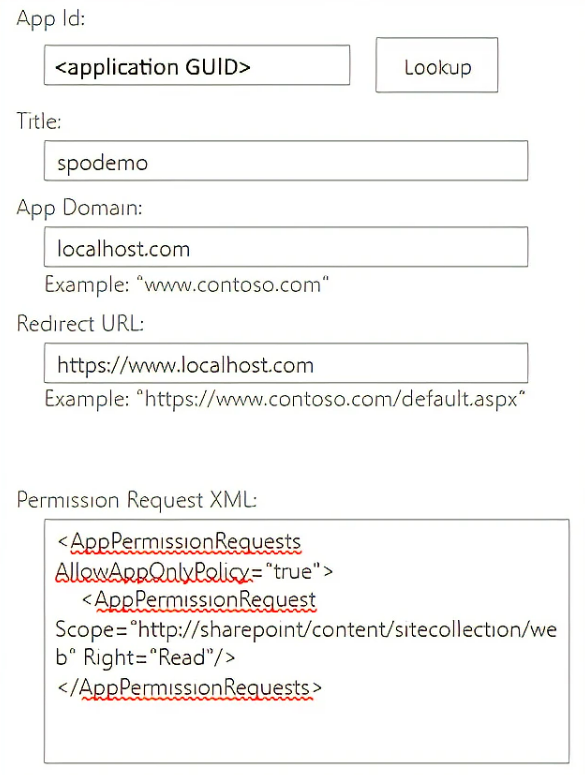 App Id:
<application GUID>
Lookup
Title:
spodemo
App Domain:
localhost.com
Example: "www.contoso.com"
Redirect URL:
https://www.localhost.com
Example: "https://www.contoso.com/default.aspx"
Permission Request XML:
<AppPermissionRequests
AllowAppOnlyPolicy="true">
<AppPermissionRequest
Scope="http://sharepoint/content/sitecollection/we
b" Right="Read"/>
</AppPermissionRequests>